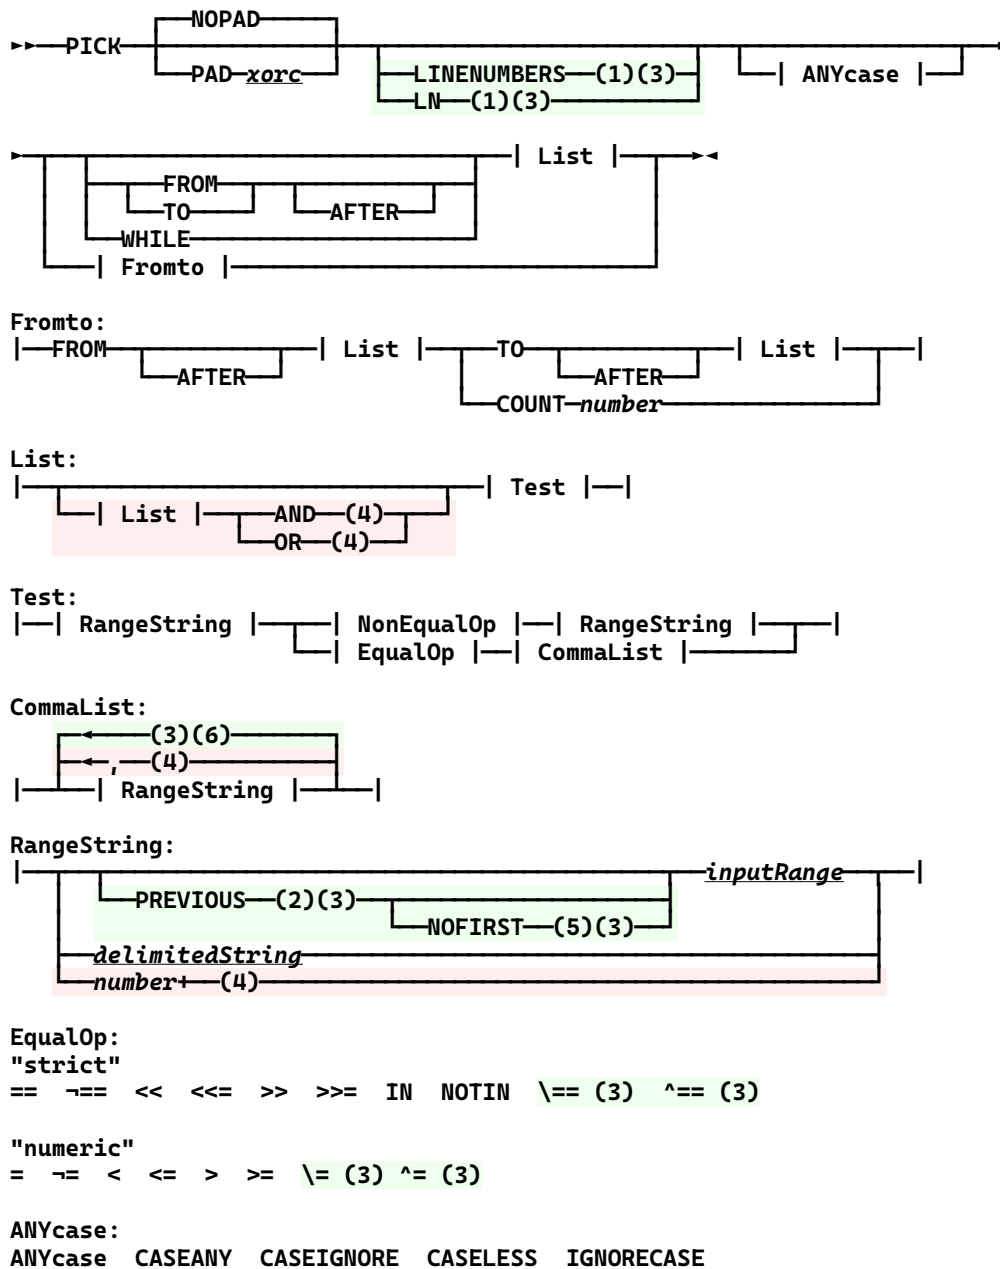 NOPAD
PICK
PAD xorc LINENUMBERS (1)(3) ANYcase
LN (1)(3)
List
FROM
TO AFTER
WHILE
Fromto
Fromto:
FROM List TO List
AFTER AFTER
COUNT number
List:
Test
List AND (4)
OR (4)
Test:
RangeString NonEqualOp RangeString
EqualOp CommaList
CommaList:
(3)(6)
, (4)
RangeString
RangeString:
inputRange
PREVIOUS (2)(3)
NOFIRST (5)(3)
delimitedString
number+ (4)
EqualOp:
"strict"
== ¬== << <<= >> >>= IN NOTIN \== (3) ^== (3)
"numeric"
= ¬= < <= > >= \= (3) ^= (3)
ANYcase:
ANYcase CASEANY CASEIGNORE CASELESS IGNORECASE